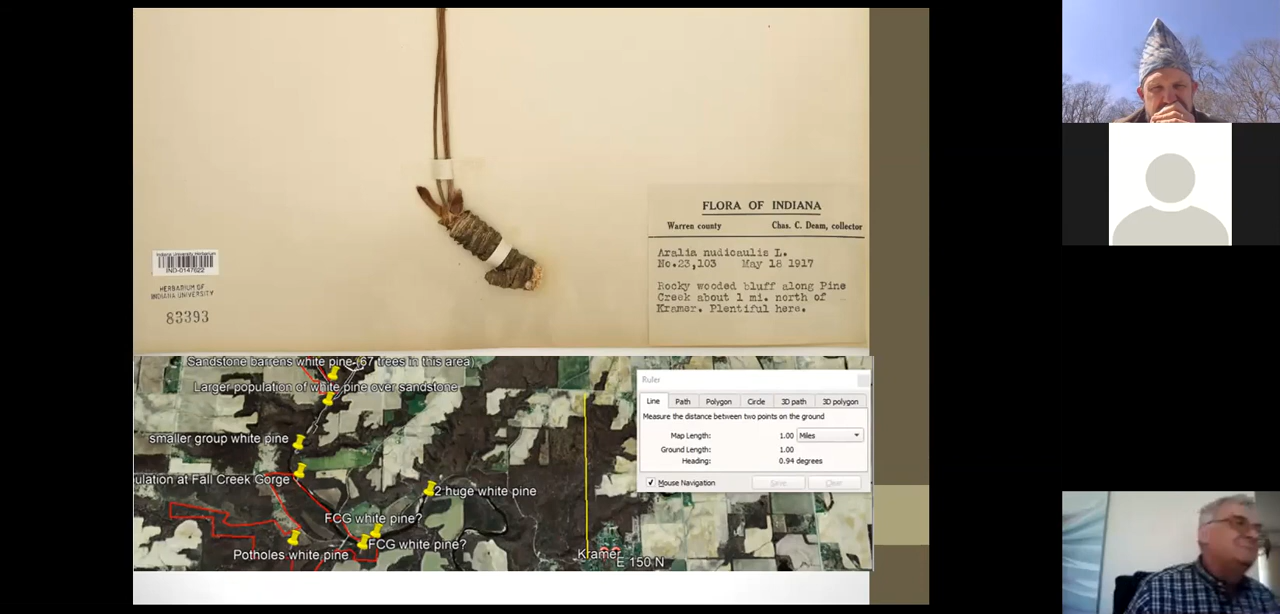 FLORA OF INDIANA
Warren county Chas. C. Deam, collector
Aralia nudicaulis L.
No.23,103 May 18 1917
Rocky wooded bluff along Pine
Creek about 1 mi. north of
Kramer. Plentiful here.
Indiana University Herbarium
IND-0147622
HERBARIUM OF
INDIANA UNIVERSITY
83393
Sandstone barrens white pine (67 trees in this area)
Larger population of white pine over sandstone
smaller group white pine
ulation at Fall Creek Gorge
2 huge white pine
FCG white pine?
FCG white pine?
Potholes white pine
Kramer
E 150 N
Ruler
Line Path Polygon Circle 3D path 3D polygon
Measure the distance between two points on the ground
Map Length: 1.00 Miles
Ground Length: 1.00
Heading: 0.94 degrees
Mouse Navigation Save Clear